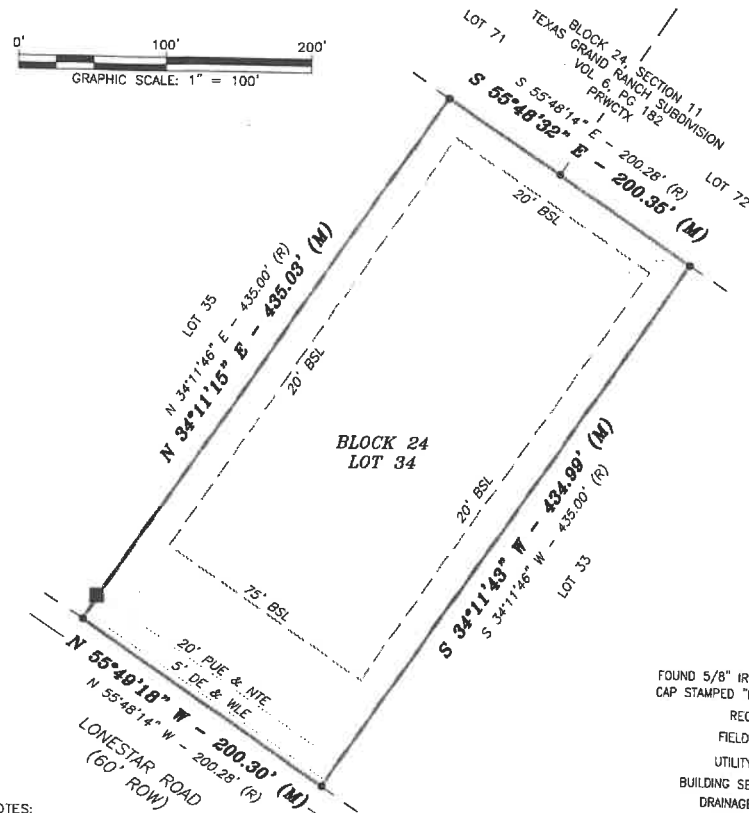 0' 100' 200'
GRAPHIC SCALE: 1" = 100'
LOT 71
BLOCK 24, SECTION 11
TEXAS GRAND RANCH SUBDIVISION
VOL 6, PG 182
PRWCTX
S 55°48'14" E - 200.28' (R)
S 55°48'32" E - 200.35' (M)
LOT 72
20' BSL
LOT 35
N 34°11'46" E - 435.00' (R)
N 34°11'15" E - 435.03' (M)
20' BSL
BLOCK 24
LOT 34
20' BSL
S 34°11'43" W - 434.99' (M)
S 34°11'46" W - 435.00' (R)
LOT 33
75' BSL
20' PUE & NTE
5' DE & WLE
N 55°49'18" W - 200.30' (M)
N 55°48'14" W - 200.28' (R)
LONESTAR ROAD
(60' ROW)
FOUND 5/8" IR
CAP STAMPED "
REC
FIELD
UTILITY
BUILDING SE
DRAINAGE
OTES: